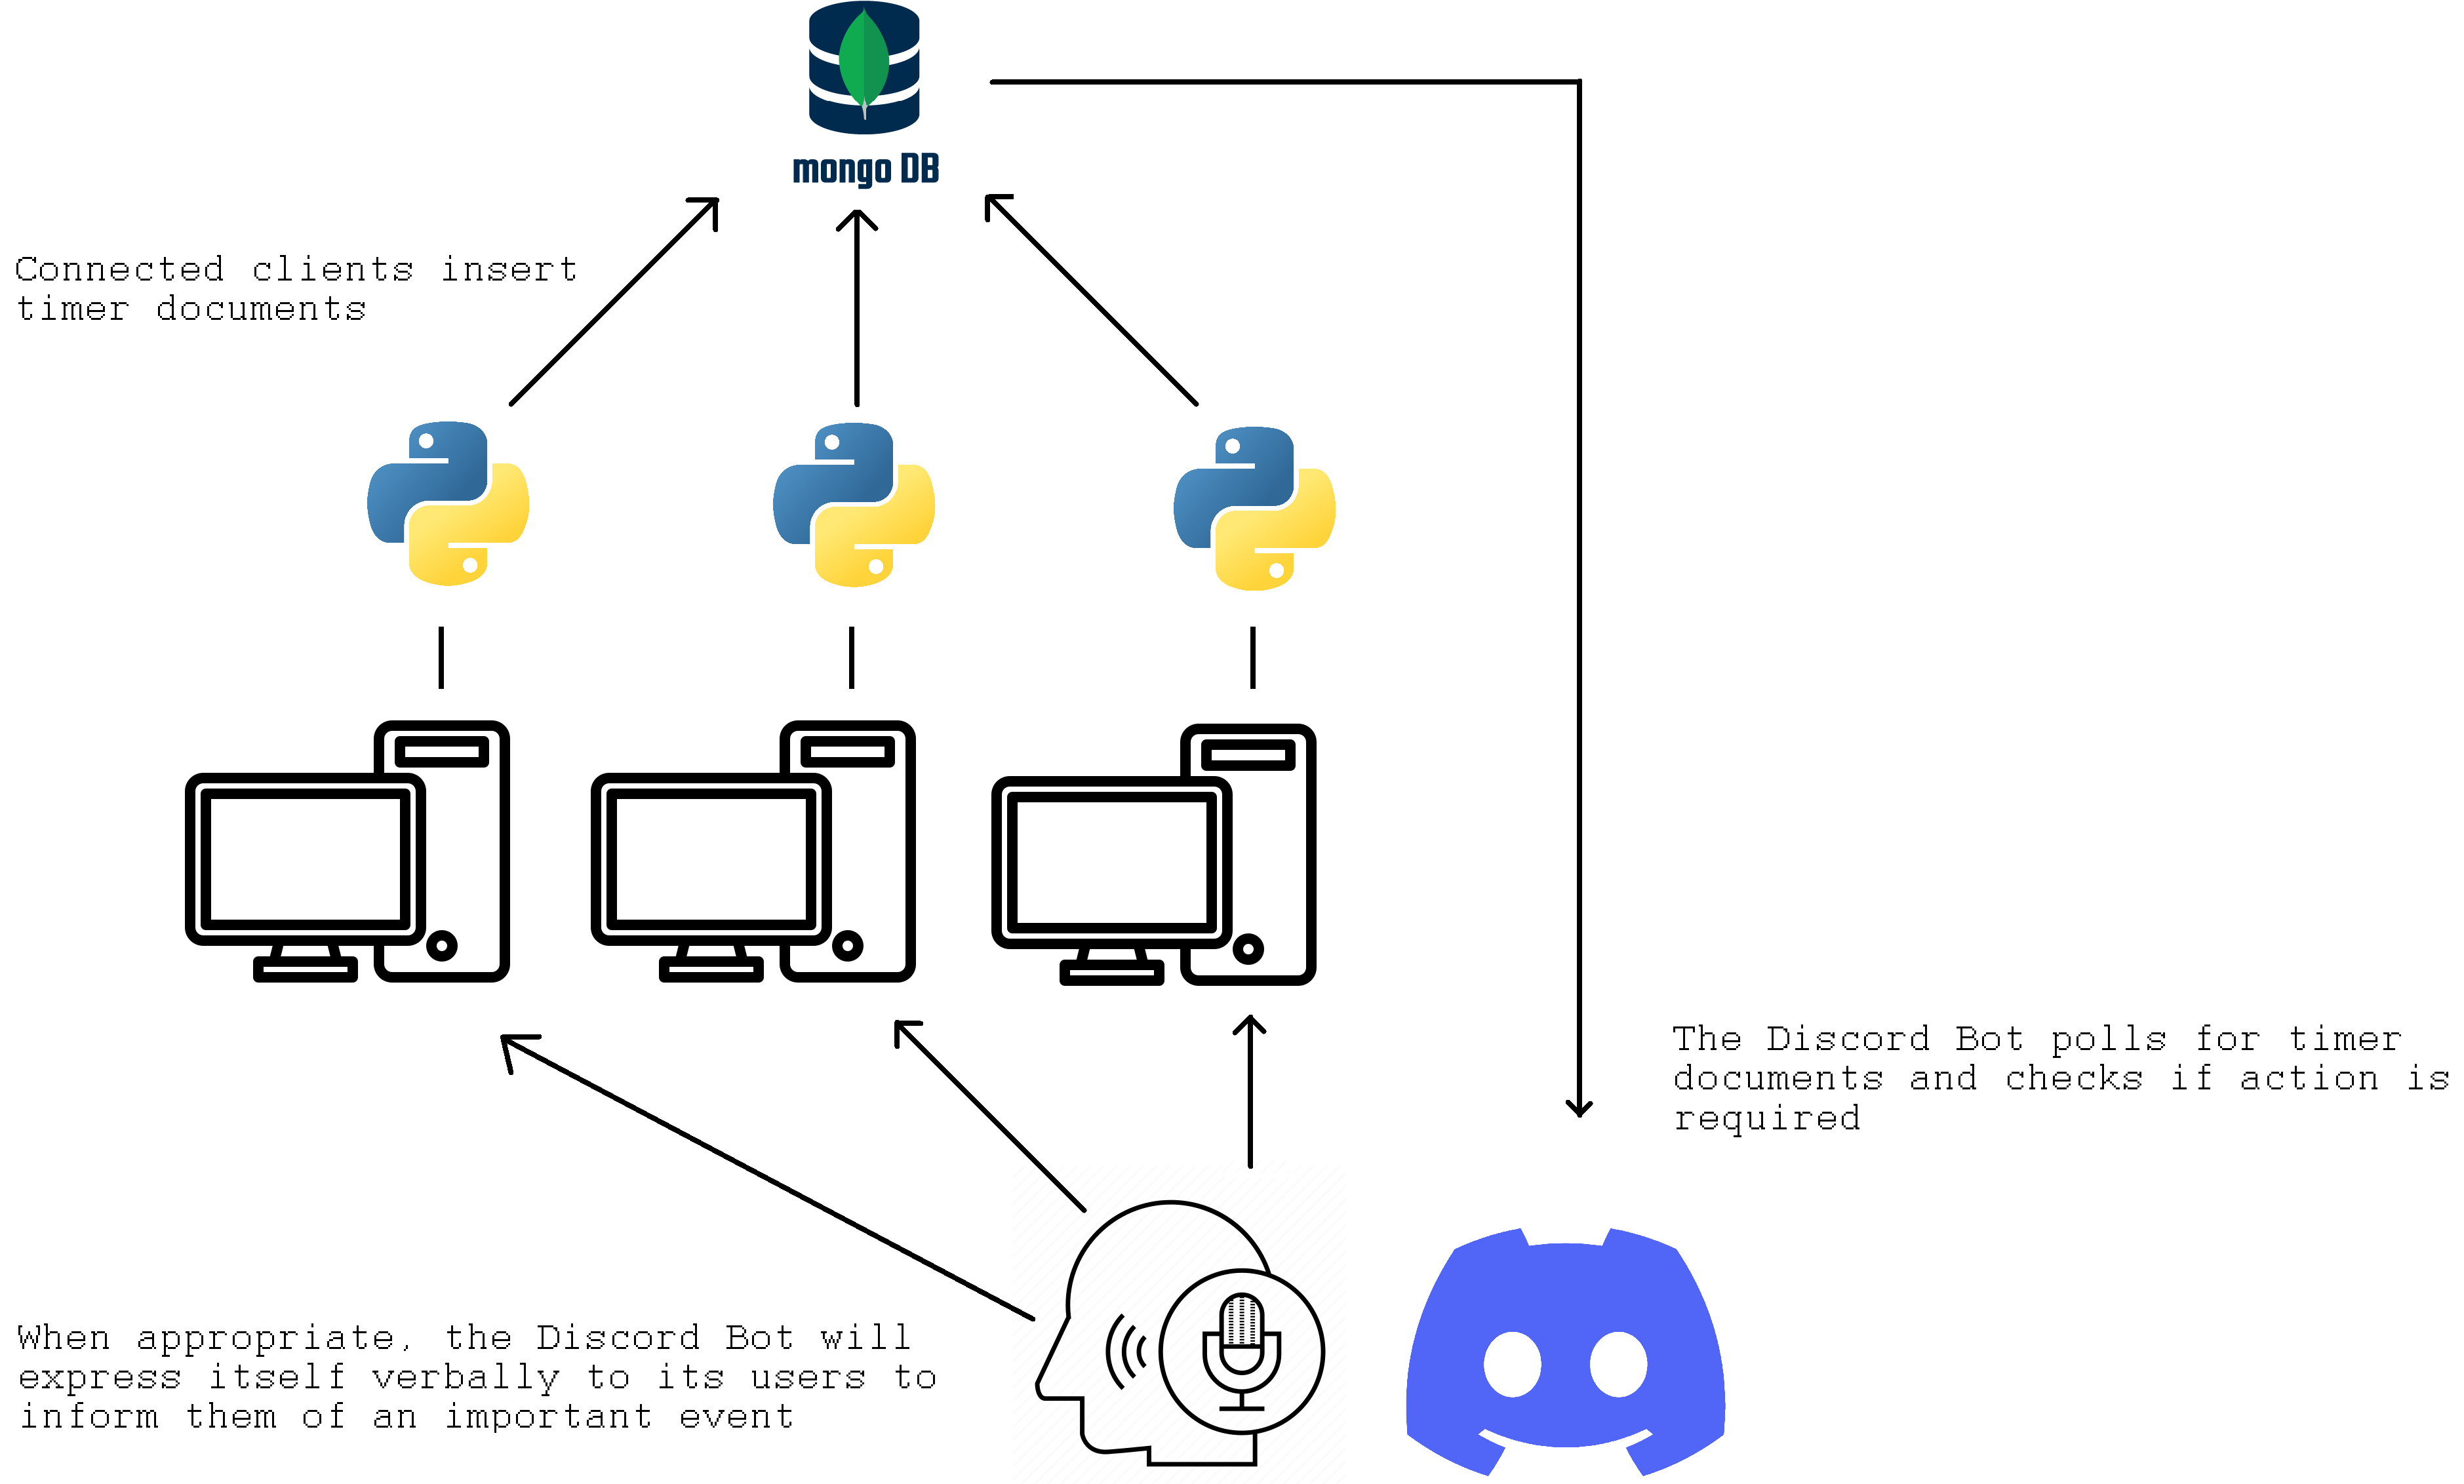 mongo DB
Connected clients insert
timer documents
The Discord Bot polls for timer
documents and checks if action is
required
When appropriate, the Discord Bot will
express itself verbally to its users to
inform them of an important event